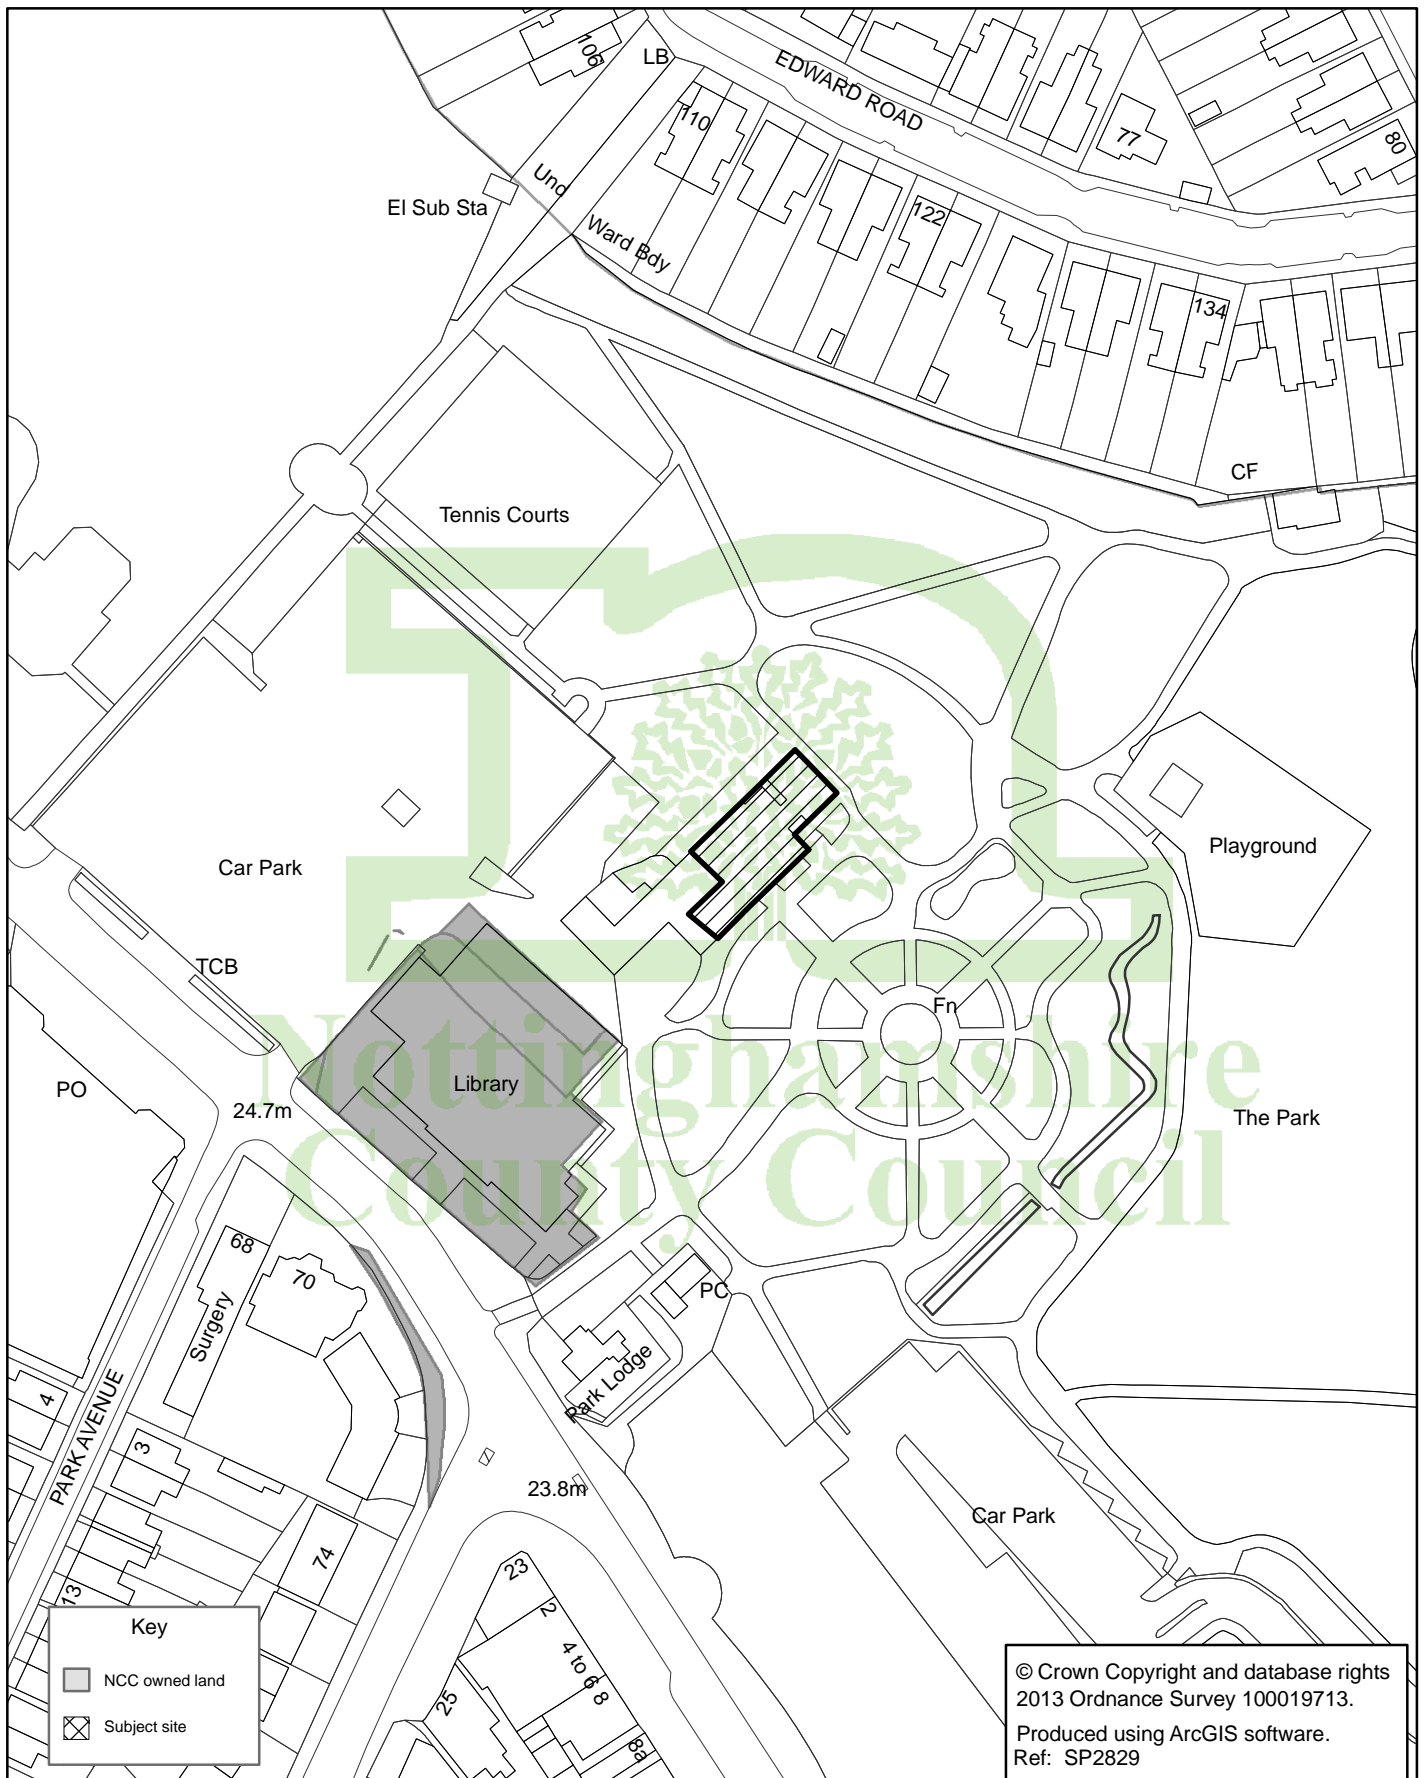 106
LB
EDWARD ROAD
110
77
80
Und
El Sub Sta
122
Ward Bdy
134
CF
Tennis Courts
Playground
Car Park
TCB
Fn
Nottinghamshire
County Council
Library
PO
24.7m
The Park
68
70
PC
Surgery
Park Lodge
4
PARK AVENUE
3
23.8m
Car Park
74
23
13
2
4 to 6
8
25
8a
Key
NCC owned land
Subject site
© Crown Copyright and database rights
2013 Ordnance Survey 100019713.
Produced using ArcGIS software.
Ref: SP2829